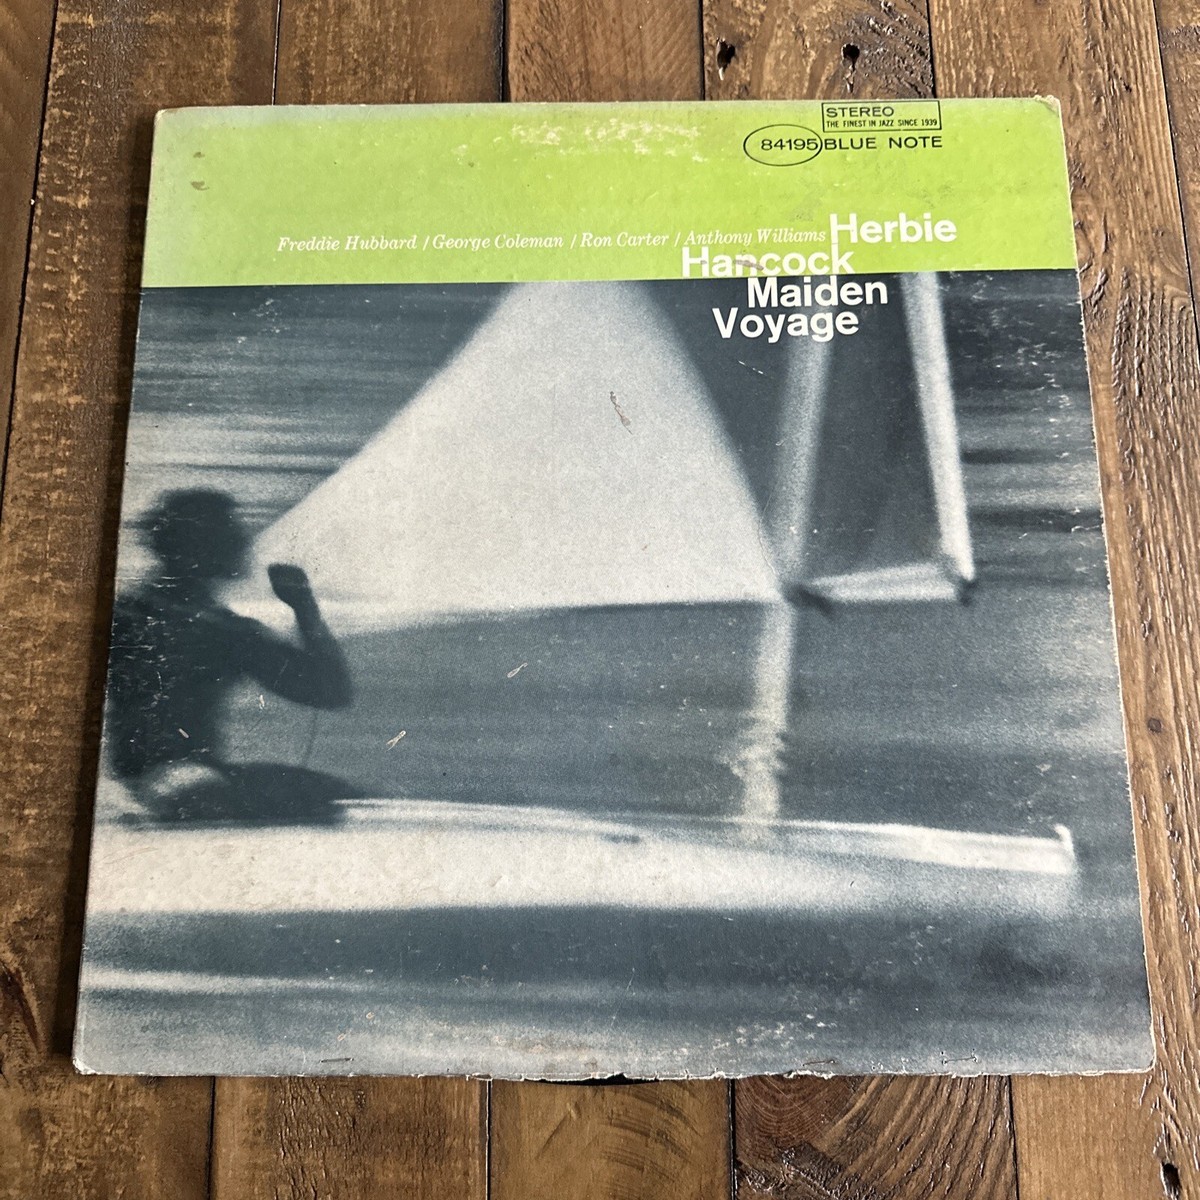 STEREO
THE FINEST IN JAZZ SINCE 1939
84195 BLUE NOTE
Freddie Hubbard / George Coleman / Ron Carter / Anthony Williams Herbie
Hancock
Maiden
Voyage